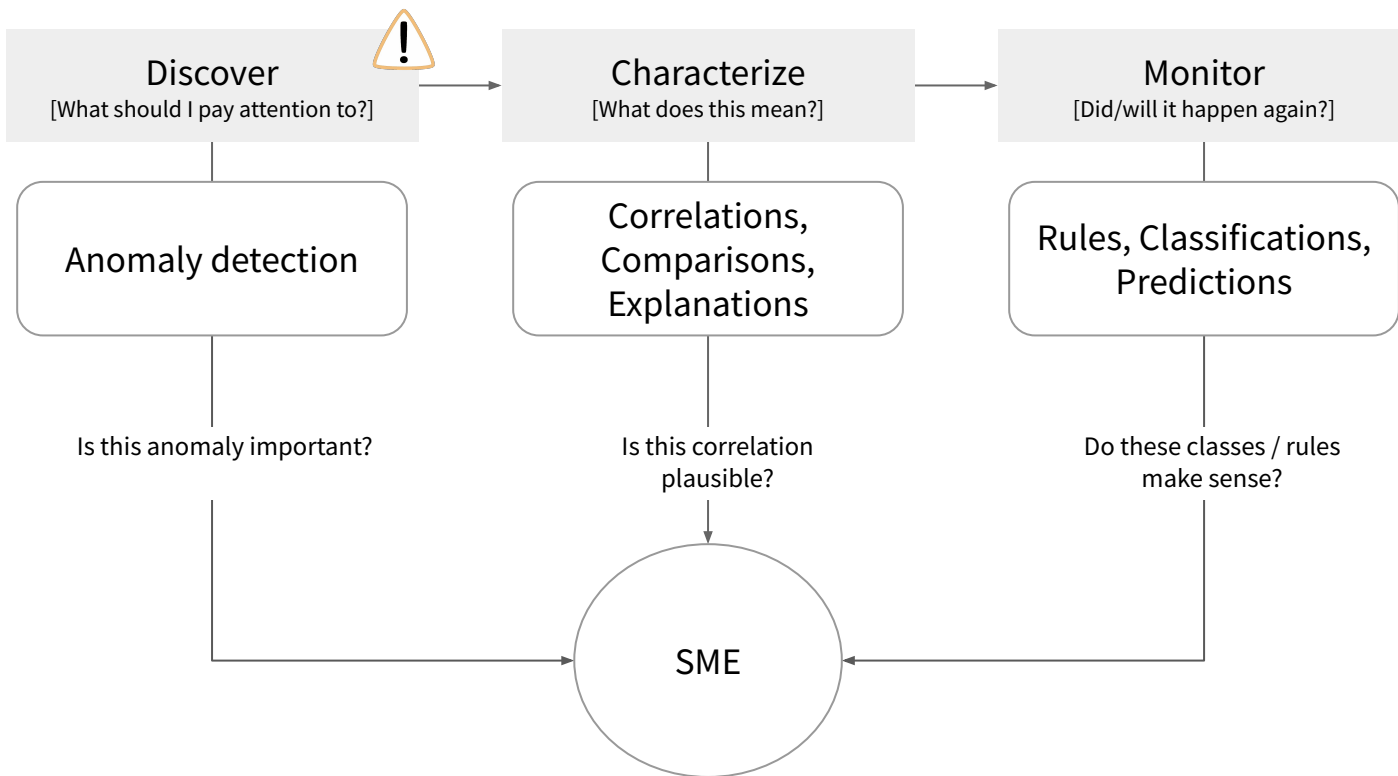 Discover
[What should I pay attention to?]
!
Characterize
[What does this mean?]
Monitor
[Did/will it happen again?]
Anomaly detection
Correlations,
Comparisons,
Explanations
Rules, Classifications,
Predictions
Is this anomaly important?
Is this correlation
plausible?
Do these classes / rules
make sense?
SME